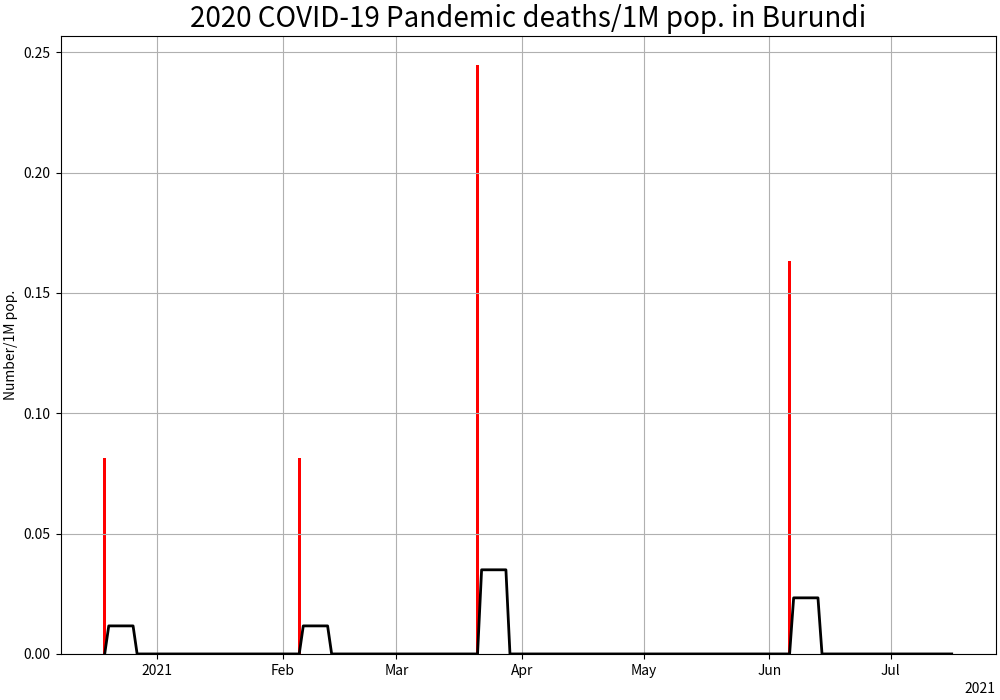 2020 COVID-19 Pandemic deaths/1M pop. in Burundi
Number/1M pop.
0.25
0.20
0.15
0.10
0.05
0.00
2021 Feb Mar Apr May Jun Jul
2021